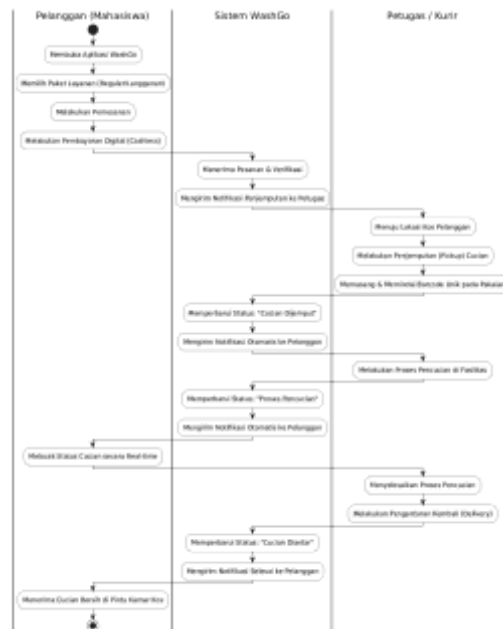 Pelanggan (Mahasiswa)
Sistem WashGo
Petugas / Kurir
Membuka Aplikasi WashGo
Memilih Paket Layanan (Reguler/Langganan)
Melakukan Pemesanan
Melakukan Pembayaran Digital (Cashless)
Menerima Pesanan & Verifikasi
Mengirim Notifikasi Penjemputan ke Petugas
Menuju Lokasi Kos Pelanggan
Melakukan Penjemputan (Pickup) Cucian
Memasang & Memindai Barcode Unik pada Pakaian
Memperbarui Status: "Cucian Dijemput"
Mengirim Notifikasi Otomatis ke Pelanggan
Melakukan Proses Pencucian di Fasilitas
Memperbarui Status: "Proses Pencucian"
Mengirim Notifikasi Otomatis ke Pelanggan
Melacak Status Cucian secara Real-time
Menyelesaikan Proses Pencucian
Melakukan Pengantaran Kembali (Delivery)
Memperbarui Status: "Cucian Diantar"
Mengirim Notifikasi Selesai ke Pelanggan
Menerima Cucian Bersih di Pintu Kamar Kos